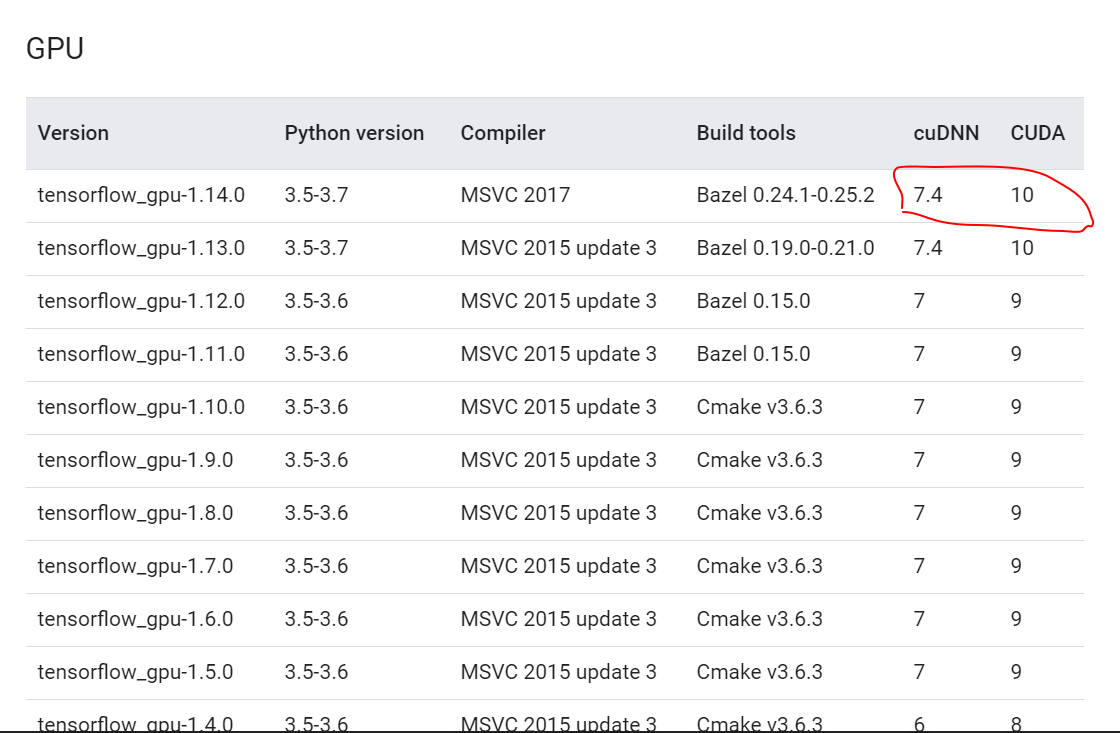 GPU
Version Python version Compiler Build tools cuDNN CUDA
tensorflow_gpu-1.14.0 3.5-3.7 MSVC 2017 Bazel 0.24.1-0.25.2 7.4 10
tensorflow_gpu-1.13.0 3.5-3.7 MSVC 2015 update 3 Bazel 0.19.0-0.21.0 7.4 10
tensorflow_gpu-1.12.0 3.5-3.6 MSVC 2015 update 3 Bazel 0.15.0 7 9
tensorflow_gpu-1.11.0 3.5-3.6 MSVC 2015 update 3 Bazel 0.15.0 7 9
tensorflow_gpu-1.10.0 3.5-3.6 MSVC 2015 update 3 Cmake v3.6.3 7 9
tensorflow_gpu-1.9.0 3.5-3.6 MSVC 2015 update 3 Cmake v3.6.3 7 9
tensorflow_gpu-1.8.0 3.5-3.6 MSVC 2015 update 3 Cmake v3.6.3 7 9
tensorflow_gpu-1.7.0 3.5-3.6 MSVC 2015 update 3 Cmake v3.6.3 7 9
tensorflow_gpu-1.6.0 3.5-3.6 MSVC 2015 update 3 Cmake v3.6.3 7 9
tensorflow_gpu-1.5.0 3.5-3.6 MSVC 2015 update 3 Cmake v3.6.3 7 9
tensorflow_gpu-1.4.0 3.5-3.6 MSVC 2015 update 3 Cmake v3.6.3 6 8